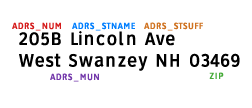 ADRS_NUM ADRS_STNAME ADRS_STSUFF
205B Lincoln Ave
West Swanzey NH 03469
ADRS_MUN ZIP